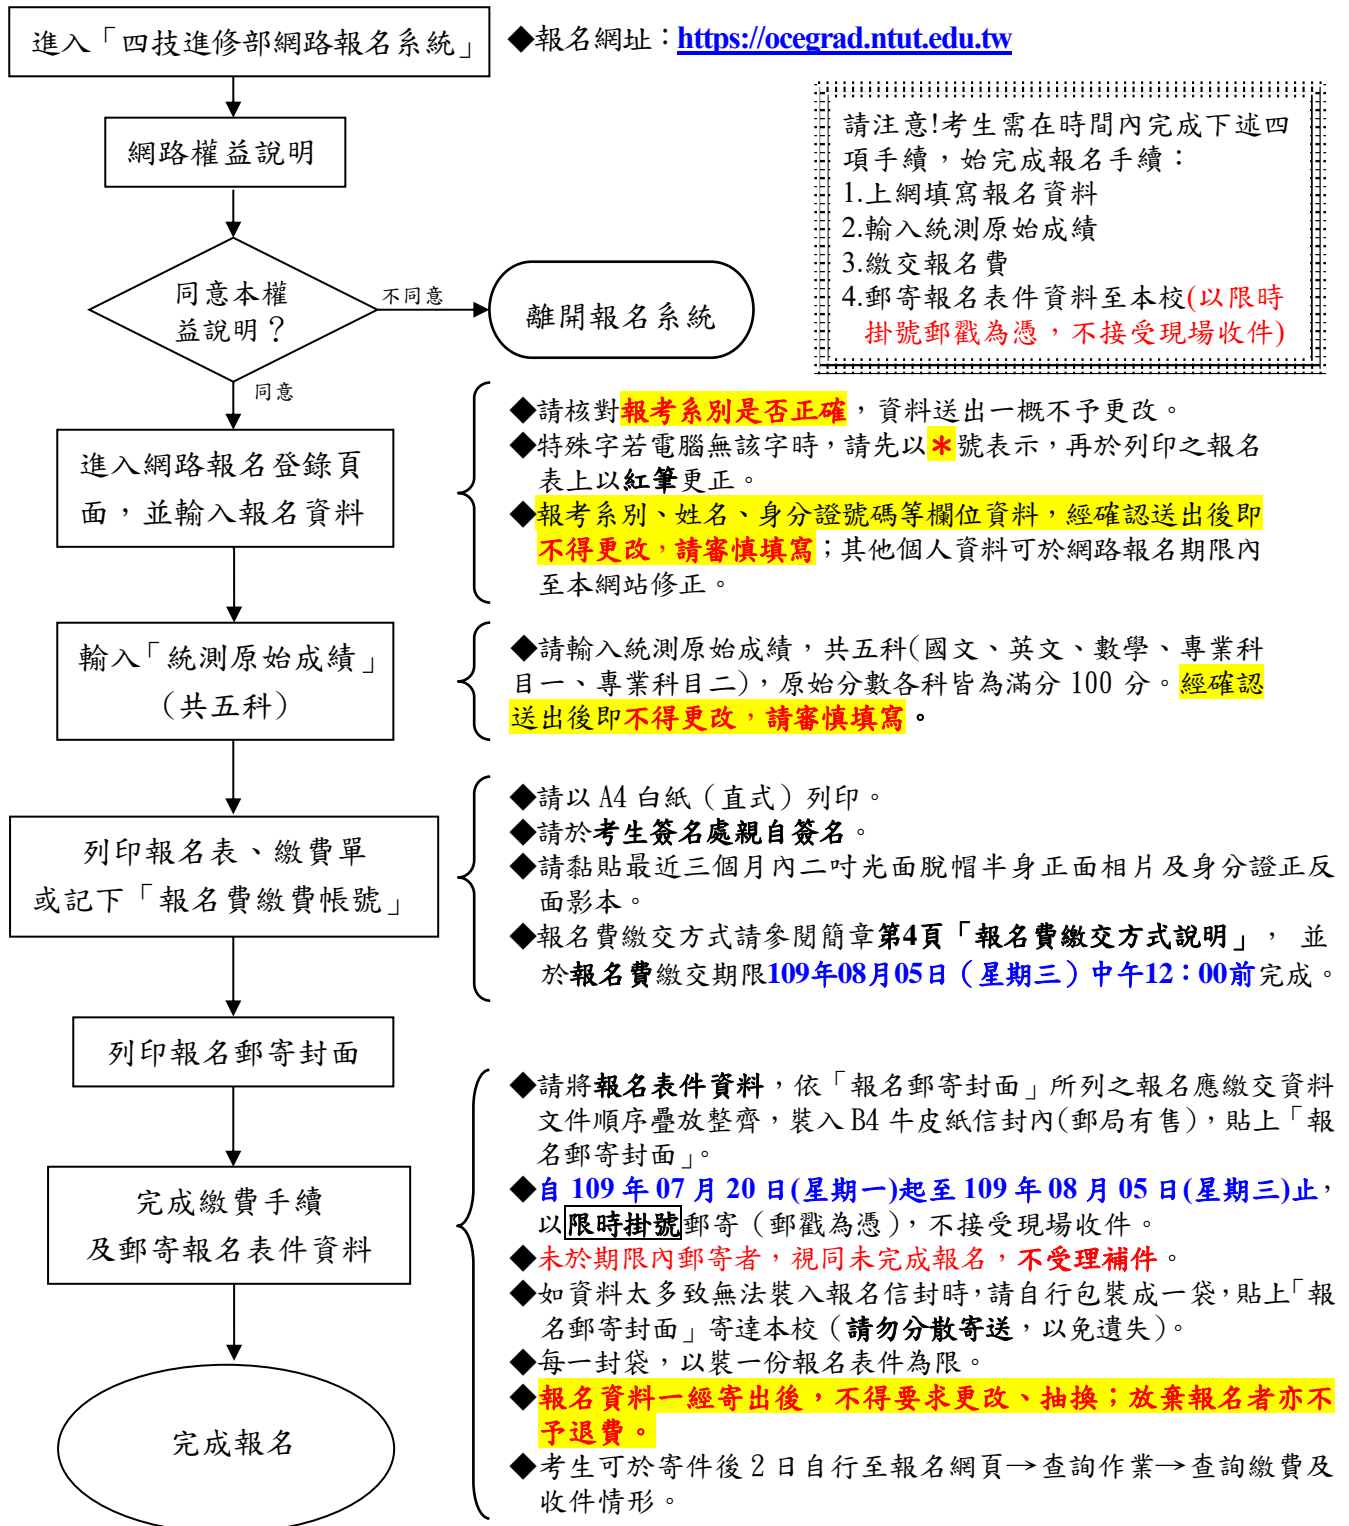 進入「四技進修部網路報名系統」
◆報名網址：https://ocegrad.ntut.edu.tw
請注意!考生需在時間內完成下述四
項手續，始完成報名手續：
1.上網填寫報名資料
2.輸入統測原始成績
3.繳交報名費
4.郵寄報名表件資料至本校(以限時
掛號郵戳為憑，不接受現場收件)
網路權益說明
同意本權
益說明？
不同意
離開報名系統
同意
進入網路報名登錄頁
面，並輸入報名資料
◆請核對報考系別是否正確，資料送出一概不予更改。
◆特殊字若電腦無該字時，請先以＊號表示，再於列印之報名
表上以紅筆更正。
◆報考系別、姓名、身分證號碼等欄位資料，經確認送出後即
不得更改，請審慎填寫；其他個人資料可於網路報名期限內
至本網站修正。
輸入「統測原始成績」
（共五科）
◆請輸入統測原始成績，共五科(國文、英文、數學、專業科
目一、專業科目二)，原始分數各科皆為滿分 100 分。經確認
送出後即不得更改，請審慎填寫。
列印報名表、繳費單
或記下「報名費繳費帳號」
◆請以 A4 白紙（直式）列印。
◆請於考生簽名處親自簽名。
◆請黏貼最近三個月內二吋光面脫帽半身正面相片及身分證正反
面影本。
◆報名費繳交方式請參閱簡章第4頁「報名費繳交方式說明」， 並
於報名費繳交期限109年08月05日（星期三）中午12：00前完成。
列印報名郵寄封面
完成繳費手續
及郵寄報名表件資料
◆請將報名表件資料，依「報名郵寄封面」所列之報名應繳交資料
文件順序疊放整齊，裝入 B4 牛皮紙信封內(郵局有售)，貼上「報
名郵寄封面」。
◆自 109 年 07 月 20 日(星期一)起至 109 年 08 月 05 日(星期三)止，
以限時掛號郵寄（郵戳為憑），不接受現場收件。
◆未於期限內郵寄者，視同未完成報名，不受理補件。
◆如資料太多致無法裝入報名信封時，請自行包裝成一袋，貼上「報
名郵寄封面」寄達本校（請勿分散寄送，以免遺失）。
◆每一封袋，以裝一份報名表件為限。
◆報名資料一經寄出後，不得要求更改、抽換；放棄報名者亦不
予退費。
◆考生可於寄件後 2 日自行至報名網頁→查詢作業→查詢繳費及
收件情形。
完成報名